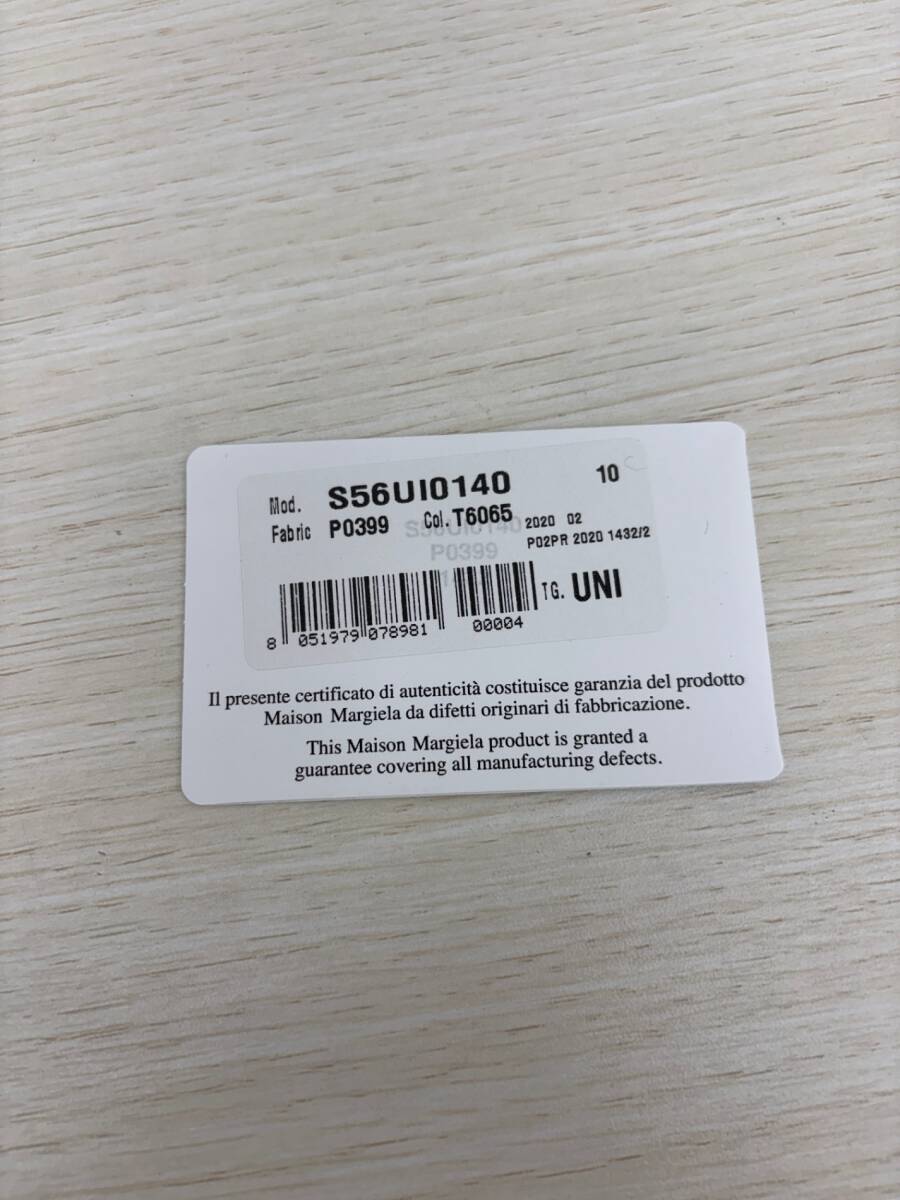 Mod. S56UI0140 10
Fabric P0399 Col. T6065 2020 02
S56UI0140
P02PR 2020 1432/2
P0399
TG. UNI
8 051979 078981 00004
Il presente certificato di autenticità costituisce garanzia del prodotto
Maison Margiela da difetti originari di fabbricazione.
This Maison Margiela product is granted a
guarantee covering all manufacturing defects.